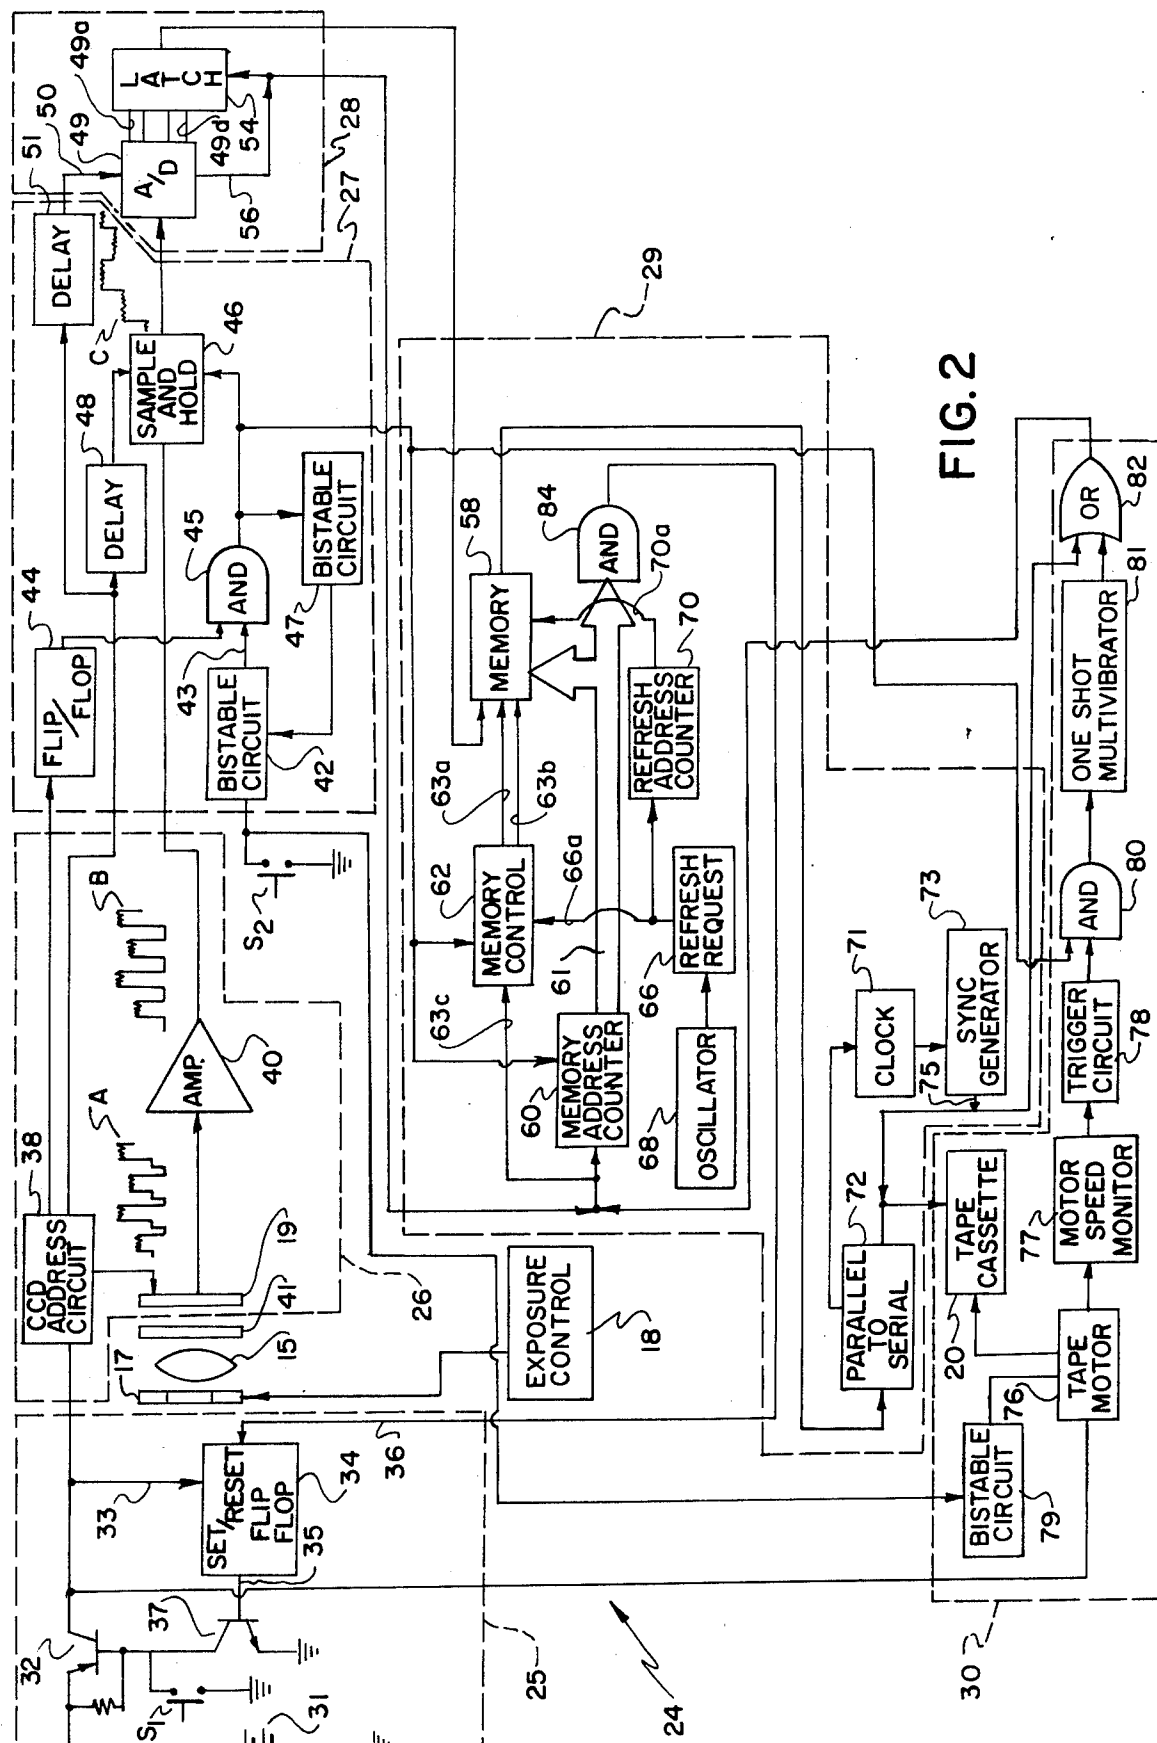 32
S1
31
37
35
33
34
SET/RESET
FLIP
FLOP
36
25
24
38
CCD
ADDRESS
CIRCUIT
17
15
41
19
26
A
AMP.
40
B
S2
EXPOSURE
CONTROL
18
44
FLIP/
FLOP
43
BISTABLE
CIRCUIT
42
AND
45
47
BISTABLE
CIRCUIT
DELAY
48
SAMPLE
AND
HOLD
46
C
DELAY
51
50
49
A/D
49a
49d
LATCH
54
56
28
27
29
60
MEMORY
ADDRESS
COUNTER
61
62
MEMORY
CONTROL
63a
63b
63c
66a
66
REFRESH
REQUEST
68
OSCILLATOR
MEMORY
58
AND
84
70a
70
REFRESH
ADDRESS
COUNTER
71
CLOCK
73
SYNC
GENERATOR
75
72
PARALLEL
TO
SERIAL
20
TAPE
CASSETTE
76
TAPE
MOTOR
BISTABLE
CIRCUIT
79
77
MOTOR
SPEED
MONITOR
TRIGGER
CIRCUIT
78
AND
80
ONE SHOT
MULTIVIBRATOR
81
OR
82
30
FIG. 2